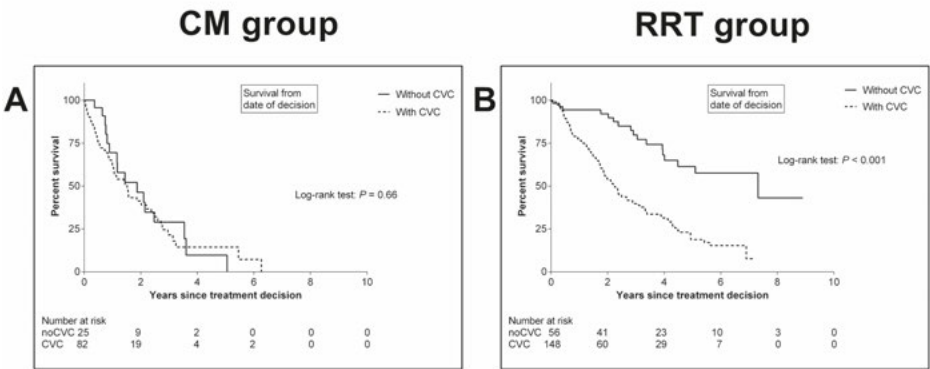 CM group
RRT group
A
Survival from
date of decision
Without CVC
With CVC
100
75
50
25
0
Percent survival
Log-rank test: P = 0.66
0 2 4 6 8 10
Years since treatment decision
Number at risk
noCVC 25 9 2 0 0 0
CVC 82 19 4 2 0 0
B
Survival from
date of decision
Without CVC
With CVC
100
75
50
25
0
Percent survival
Log-rank test: P < 0.001
0 2 4 6 8 10
Years since treatment decision
Number at risk
noCVC 56 41 23 10 3 0
CVC 148 60 29 7 0 0